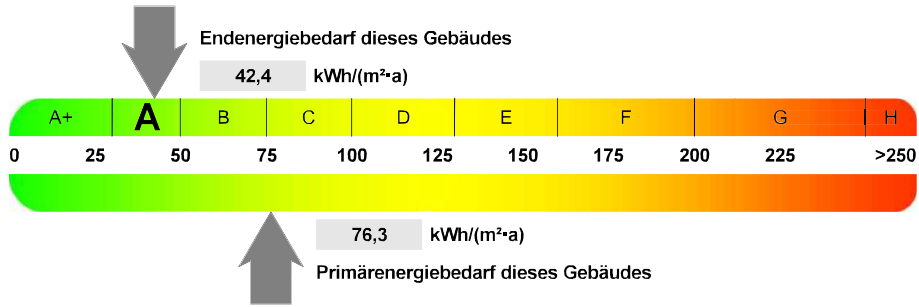 Endenergiebedarf dieses Gebäudes
42,4 kWh/(m²·a)
A+ A B C D E F G H
0 25 50 75 100 125 150 175 200 225 >250
76,3 kWh/(m²·a)
Primärenergiebedarf dieses Gebäudes